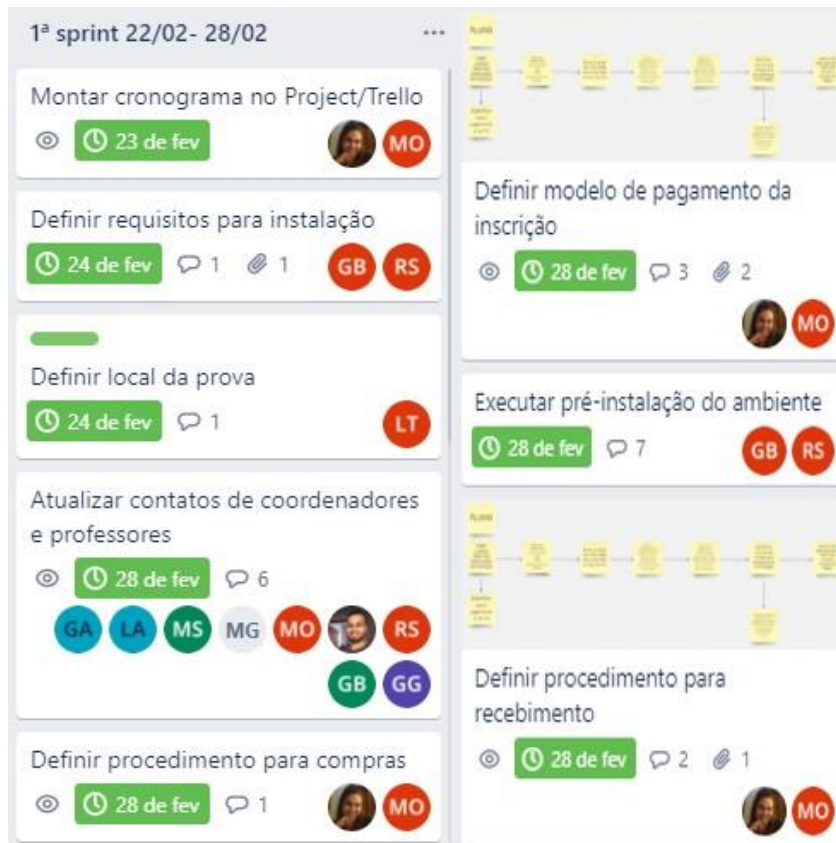 1ª sprint 22/02- 28/02
Montar cronograma no Project/Trello
23 de fev
MO
Definir requisitos para instalação
24 de fev 1 1 GB RS
Definir local da prova
24 de fev 1 LT
Atualizar contatos de coordenadores
e professores
28 de fev 6
GA LA MS MG MO RS
GB GG
Definir procedimento para compras
28 de fev 1 MO
Definir modelo de pagamento da
inscrição
28 de fev 3 2
MO
Executar pré-instalação do ambiente
28 de fev 7 GB RS
Definir procedimento para
recebimento
28 de fev 2 1
MO